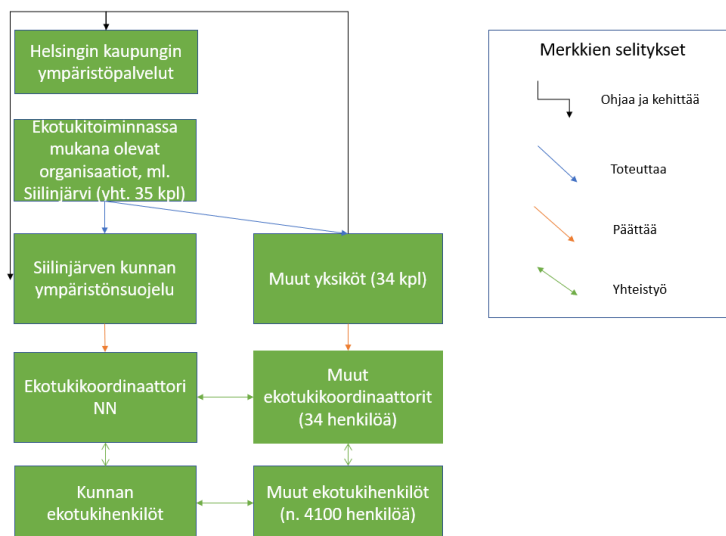 Helsingin kaupungin
ympäristöpalvelut
Ekotukitoiminnassa
mukana olevat
organisaatiot, ml.
Siilinjärvi (yht. 35 kpl)
Siilinjärven kunnan
ympäristönsuojelu
Muut yksiköt (34 kpl)
Ekotukikoordinaattori
NN
Muut
ekotukikoordinaattorit
(34 henkilöä)
Kunnan
ekotukihenkilöt
Muut ekotukihenkilöt
(n. 4100 henkilöä)
Merkkien selitykset
Ohjaa ja kehittää
Toteuttaa
Päättää
Yhteistyö